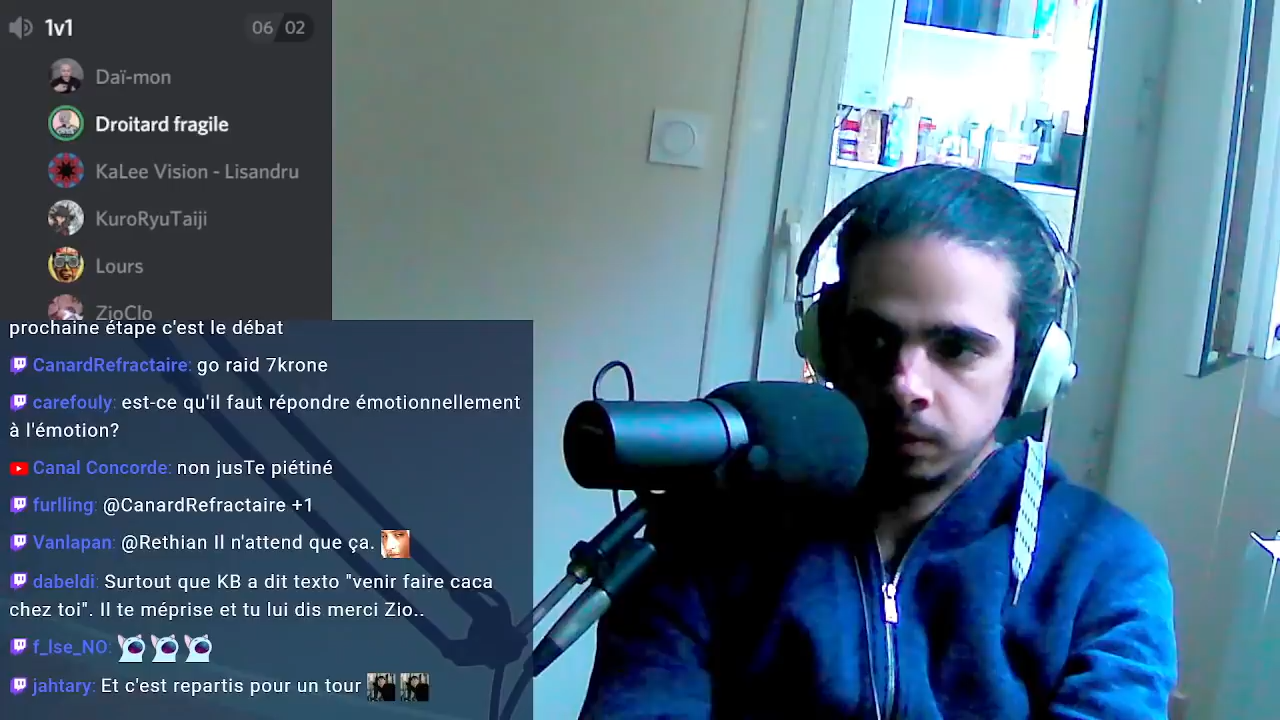 1v1
06 02
Daï-mon
Droitard fragile
KaLee Vision - Lisandru
KuroRyuTaiji
Lours
ZioClo
prochaine étape c'est le débat
CanardRefractaire: go raid 7krone
carefouly: est-ce qu'il faut répondre émotionnellement
à l'émotion?
Canal Concorde: non jusTe piétiné
furlling: @CanardRefractaire +1
Vanlapan: @Rethian Il n'attend que ça.
dabeldi: Surtout que KB a dit texto "venir faire caca
chez toi". Il te méprise et tu lui dis merci Zio..
f_lse_NO:
jahtary: Et c'est repartis pour un tour